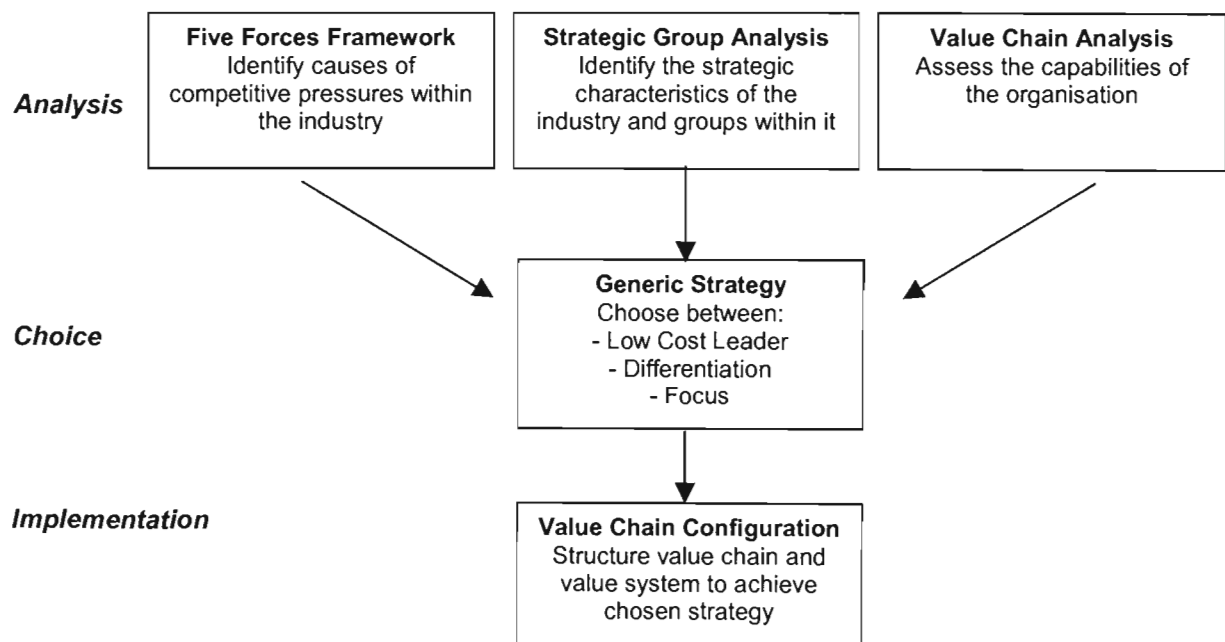 Analysis
Five Forces Framework
Identify causes of
competitive pressures within
the industry
Strategic Group Analysis
Identify the strategic
characteristics of the
industry and groups within it
Value Chain Analysis
Assess the capabilities of
the organisation
Choice
Generic Strategy
Choose between:
- Low Cost Leader
- Differentiation
- Focus
Implementation
Value Chain Configuration
Structure value chain and
value system to achieve
chosen strategy